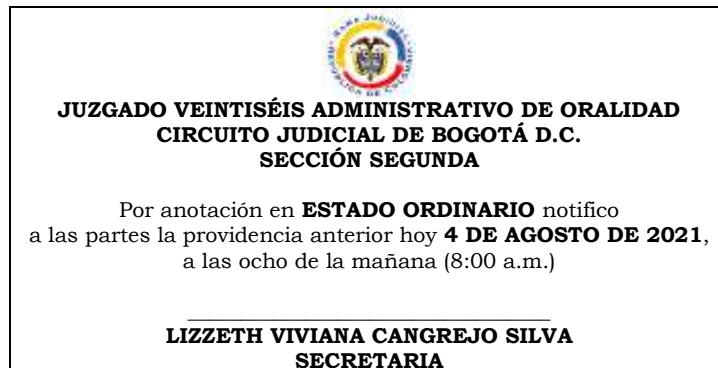 JUZGADO VEINTISÉIS ADMINISTRATIVO DE ORALIDAD
CIRCUITO JUDICIAL DE BOGOTÁ D.C.
SECCIÓN SEGUNDA
Por anotación en ESTADO ORDINARIO notifico
a las partes la providencia anterior hoy 4 DE AGOSTO DE 2021,
a las ocho de la mañana (8:00 a.m.)
LIZZETH VIVIANA CANGREJO SILVA
SECRETARIA